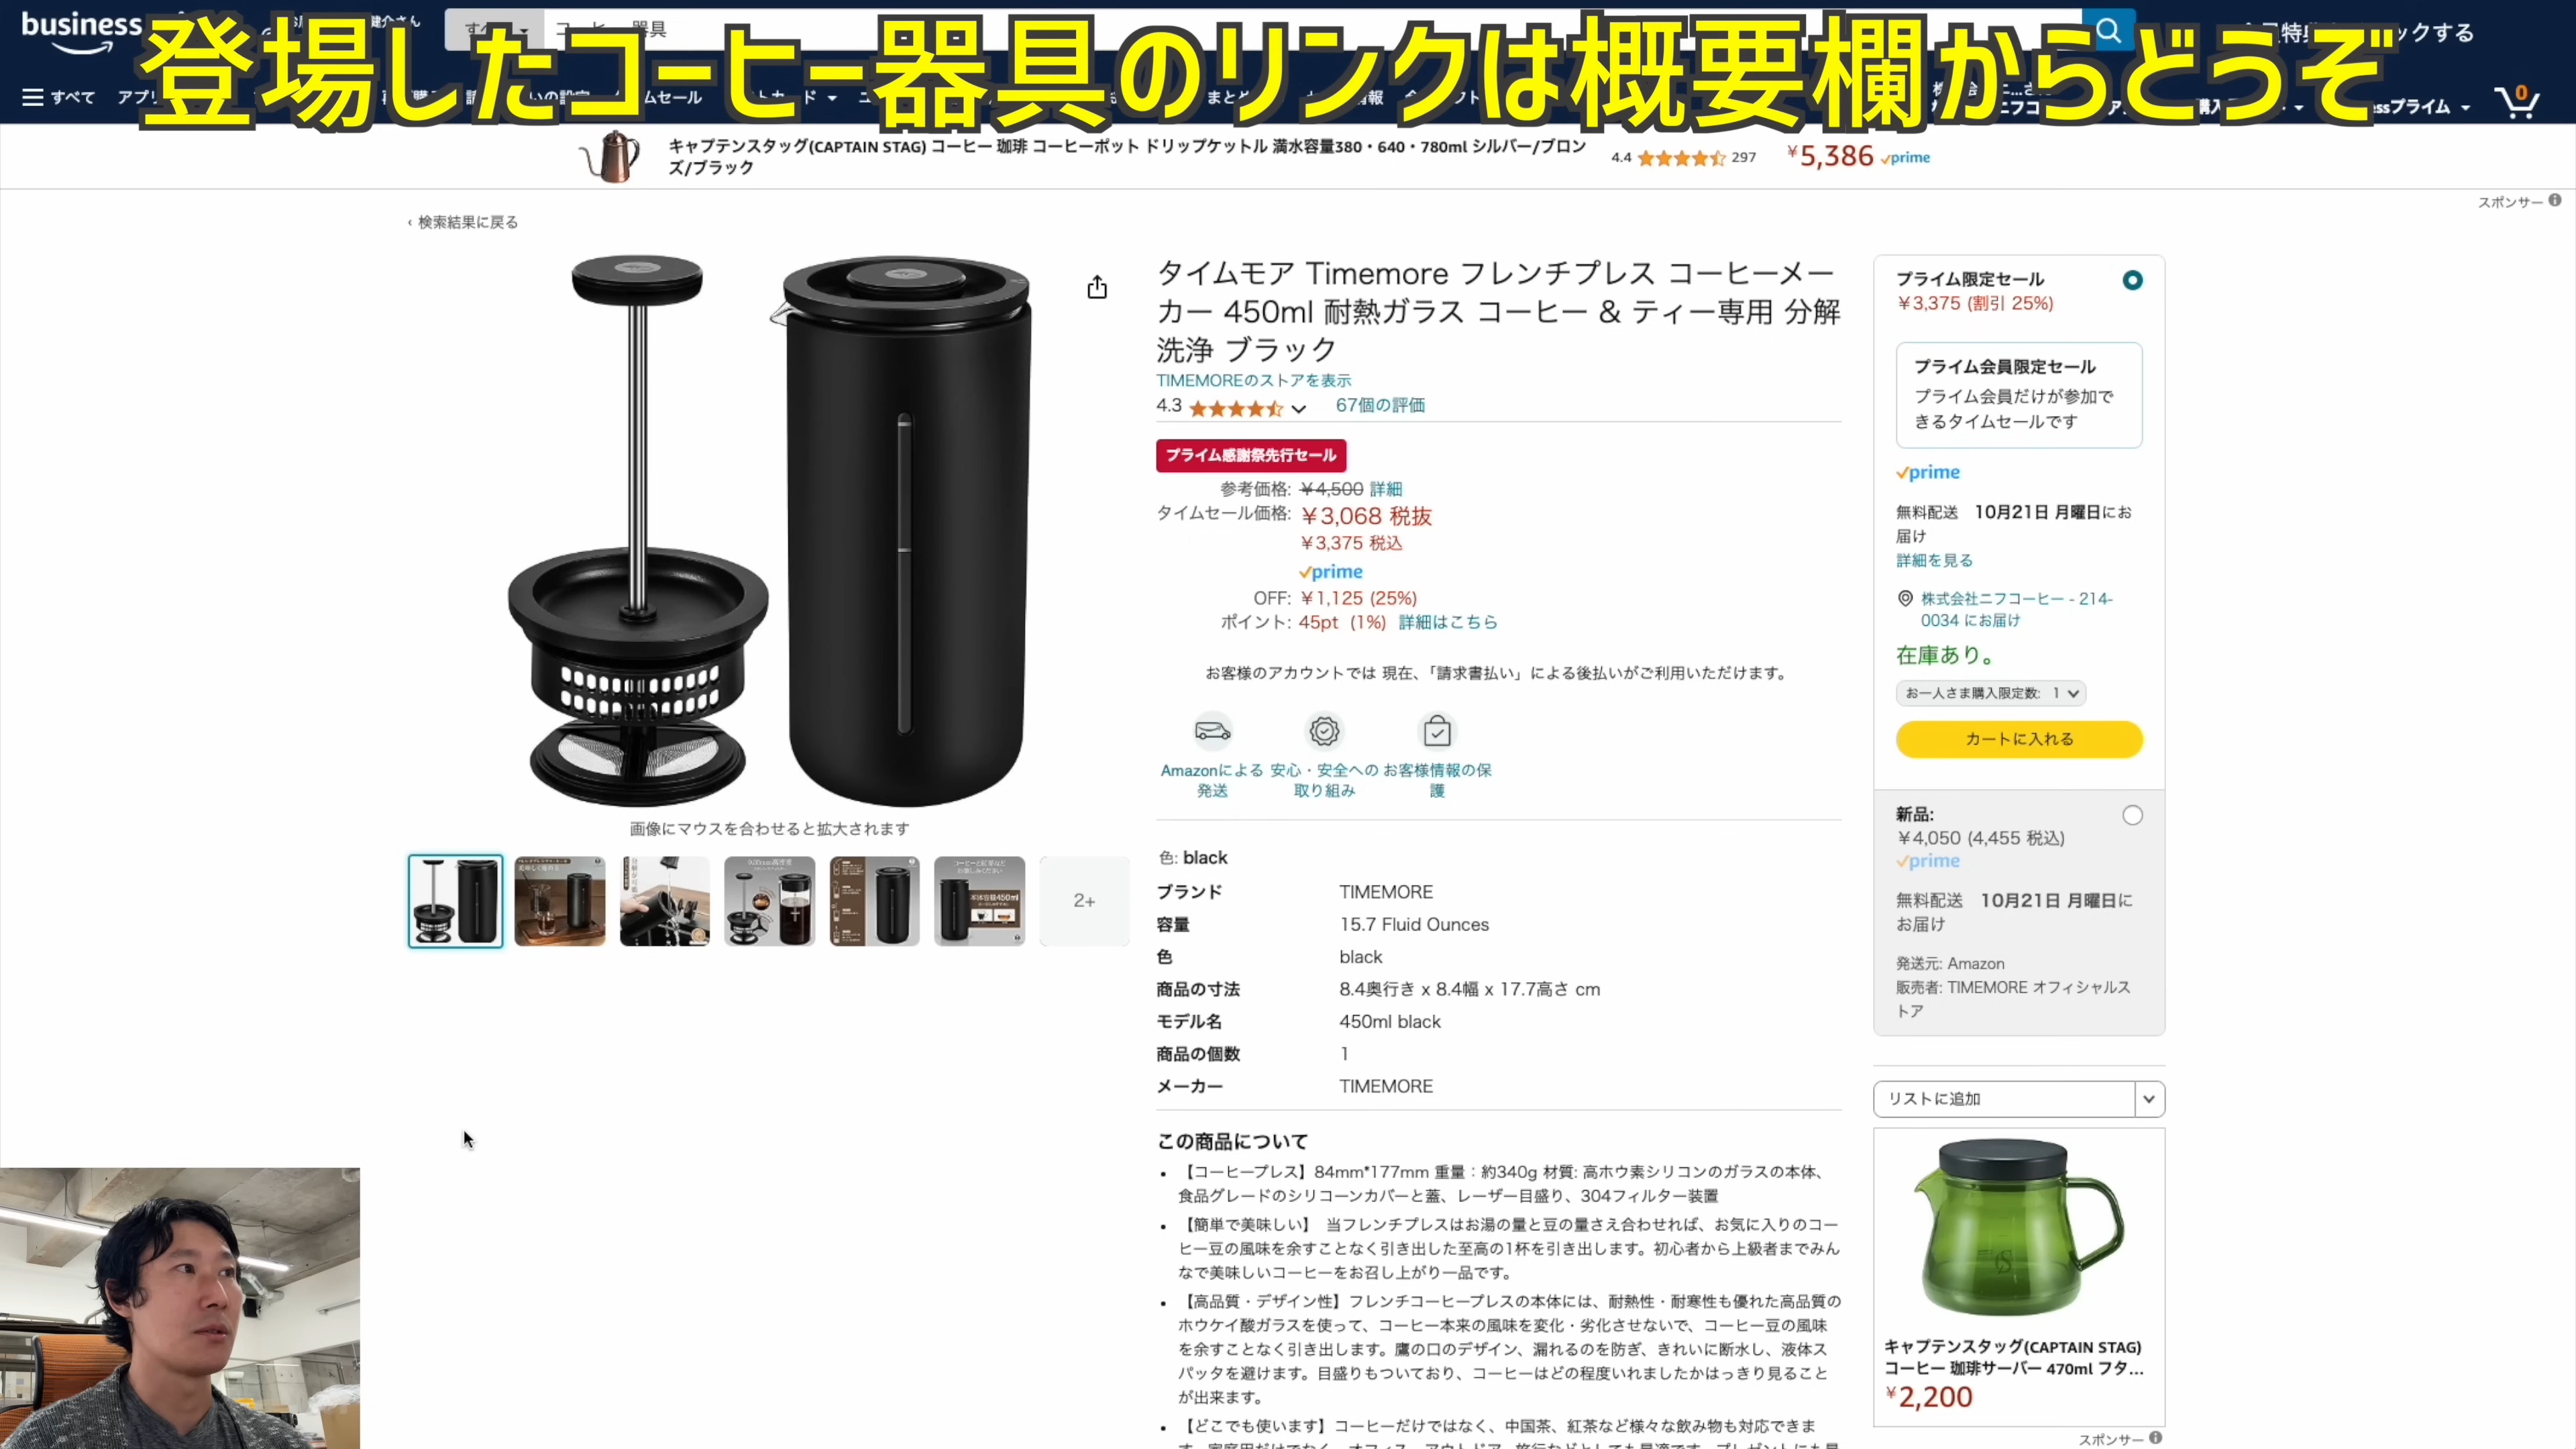 登場したコーヒー器具のリンクは概要欄からどうぞ
business
すべて
キャプテンスタッグ(CAPTAIN STAG) コーヒー 珈琲 コーヒーポット ドリップケットル 満水容量380・640・780ml シルバー/ブロン
ズ/ブラック
4.4
297
¥5,386
prime
スポンサー
‹ 検索結果に戻る
画像にマウスを合わせると拡大されます
2+
タイムモア Timemore フレンチプレス コーヒーメー
カー 450ml 耐熱ガラス コーヒー & ティー専用 分解
洗浄 ブラック
TIMEMOREのストアを表示
4.3
67個の評価
プライム感謝祭先行セール
参考価格: ¥4,500 詳細
タイムセール価格: ¥3,068 税抜
¥3,375 税込
prime
OFF: ¥1,125 (25%)
ポイント: 45pt (1%) 詳細はこちら
お客様のアカウントでは 現在、「請求書払い」による後払いがご利用いただけます。
Amazonによる
発送
安心・安全への
取り組み
お客様情報の保
護
色: black
ブランド TIMEMORE
容量 15.7 Fluid Ounces
色 black
商品の寸法 8.4奥行き x 8.4幅 x 17.7高さ cm
モデル名 450ml black
商品の個数 1
メーカー TIMEMORE
この商品について
【コーヒープレス】84mm*177mm 重量：約340g 材質: 高ホウ素シリコンのガラスの本体、
食品グレードのシリコーンカバーと蓋、レーザー目盛り、304フィルター装置
【簡単で美味しい】 当フレンチプレスはお湯の量と豆の量さえ合わせれば、お気に入りのコー
ヒー豆の風味を余すことなく引き出した至高の1杯を引き出します。初心者から上級者までみん
なで美味しいコーヒーをお召し上がり一品です。
【高品質・デザイン性】フレンチコーヒープレスの本体には、耐熱性・耐寒性も優れた高品質の
ホウケイ酸ガラスを使って、コーヒー本来の風味を変化・劣化させないで、コーヒー豆の風味
を余すことなく引き出します。鷹の口のデザイン、漏れるのを防ぎ、きれいに断水し、液体ス
パッタを避けます。目盛りもついており、コーヒーはどの程度いれましたかはっきり見ること
が出来ます。
【どこでも使います】コーヒーだけではなく、中国茶、紅茶など様々な飲み物も対応できま
プライム限定セール
¥3,375 (割引 25%)
プライム会員限定セール
プライム会員だけが参加で
きるタイムセールです
prime
無料配送 10月21日 月曜日にお
届け
詳細を見る
株式会社ニフコーヒー - 214-
0034 にお届け
在庫あり。
お一人さま購入限定数: 1
カートに入れる
新品:
¥4,050 (4,455 税込)
prime
無料配送 10月21日 月曜日に
お届け
発送元: Amazon
販売者: TIMEMORE オフィシャルス
トア
リストに追加
キャプテンスタッグ(CAPTAIN STAG)
コーヒー 珈琲サーバー 470ml フタ...
¥2,200
スポンサー